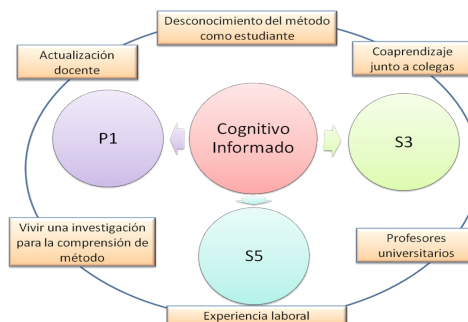 Desconocimiento del método
como estudiante
Actualización
docente
Coaprendizaje
junto a colegas
P1
Cognitivo
Informado
S3
Vivir una investigación
para la comprensión de
método
S5
Profesores
universitarios
Experiencia laboral